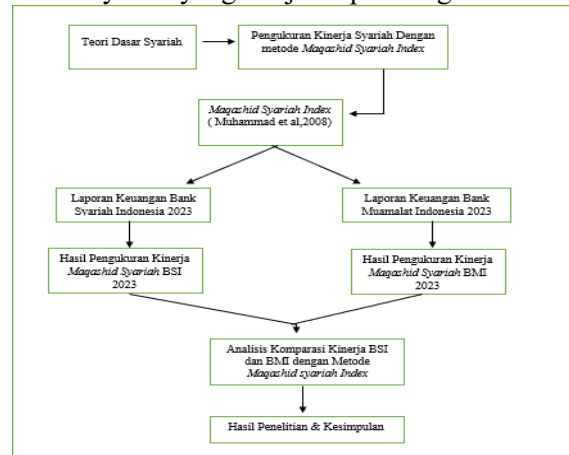 Teori Dasar Syariah
Pengukuran Kinerja Syariah Dengan
metode Maqashid Syariah Index
Maqashid Syariah Index
( Muhammad et al,2008)
Laporan Keuangan Bank
Syariah Indonesia 2023
Laporan Keuangan Bank
Muamalat Indonesia 2023
Hasil Pengukuran Kinerja
Maqashid Syariah BSI
2023
Hasil Pengukuran Kinerja
Maqashid Syariah BMI
2023
Analisis Komparasi Kinerja BSI
dan BMI dengan Metode
Maqashid syariah Index
Hasil Penelitian & Kesimpulan